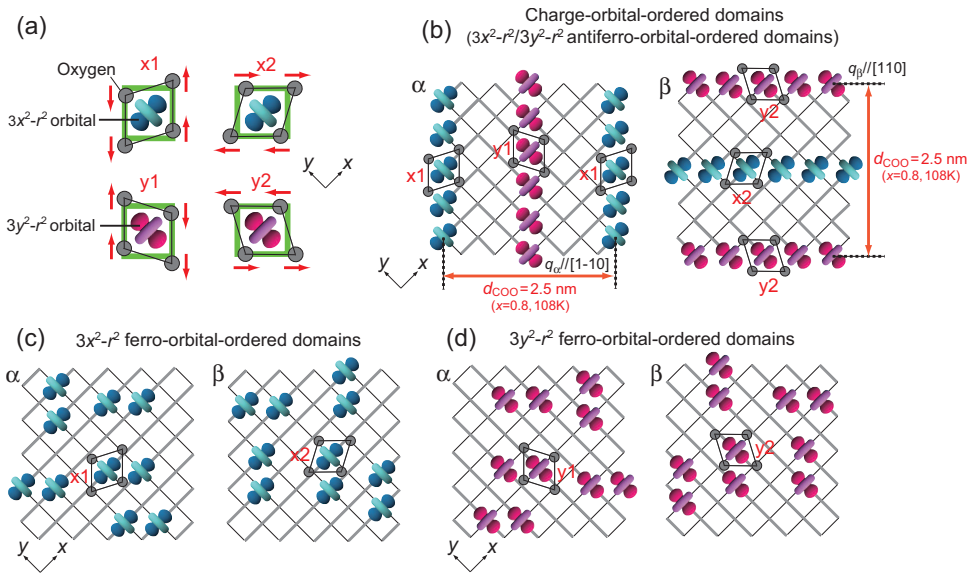 (a)
x1
x2
Oxygen
3x²-r² orbital
y1
y2
3y²-r² orbital
y
x
Charge-orbital-ordered domains
(3x²-r²/3y²-r² antiferro-orbital-ordered domains)
(b)
α
x1
y1
x1
y
x
qα//[1-10]
dCOO=2.5 nm
(x=0.8, 108K)
β
qβ//[110]
y2
x2
y2
dCOO=2.5 nm
(x=0.8, 108K)
(c)
3x²-r² ferro-orbital-ordered domains
α
x1
y
x
β
x2
(d)
3y²-r² ferro-orbital-ordered domains
α
y1
y
x
β
y2